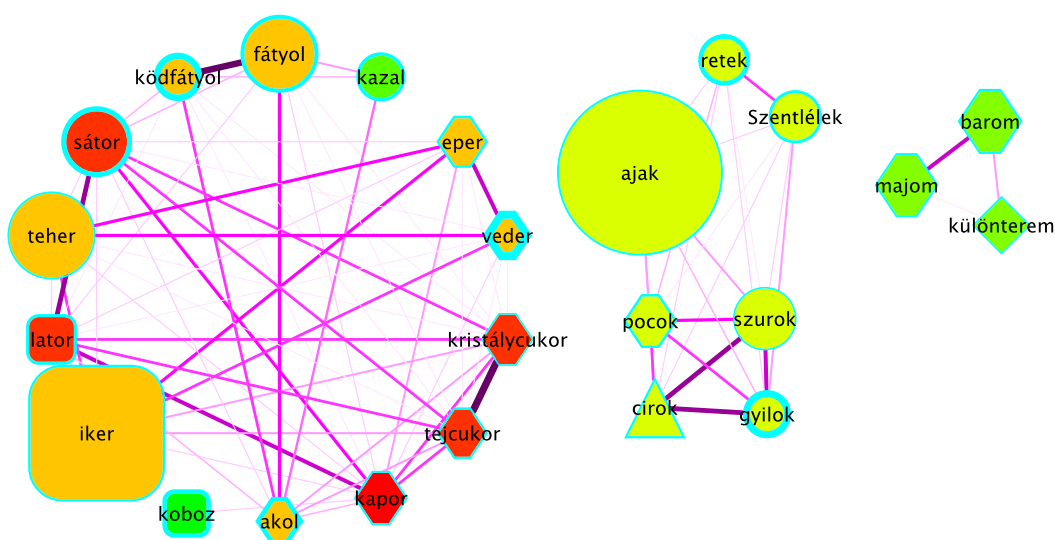 fátyol
ködfátyol
kazal
sátor
eper
teher
veder
lator
kristálycukor
iker
tejcukor
koboz
akol
kapor
retek
Szentlélek
ajak
pocok
szurok
cirok
gyilok
barom
majom
különterem